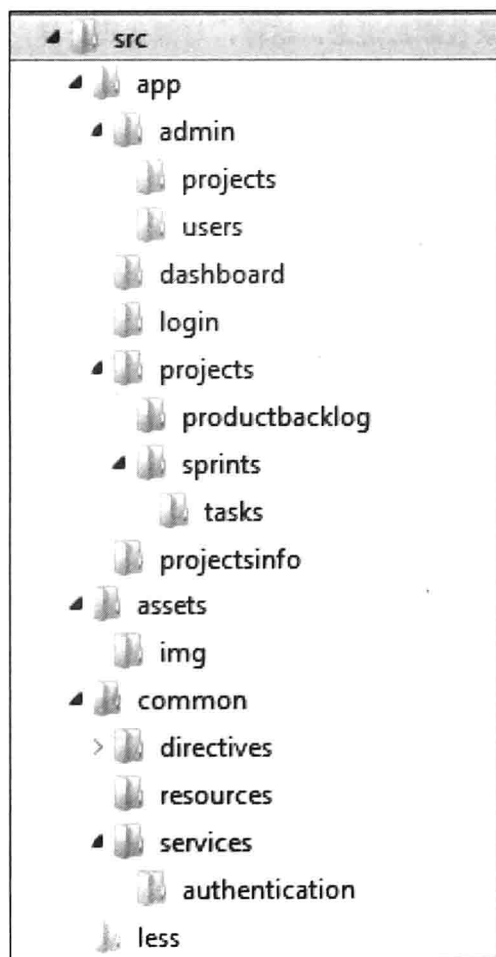 src
app
admin
projects
users
dashboard
login
projects
productbacklog
sprints
tasks
projectsinfo
assets
img
common
directives
resources
services
authentication
less